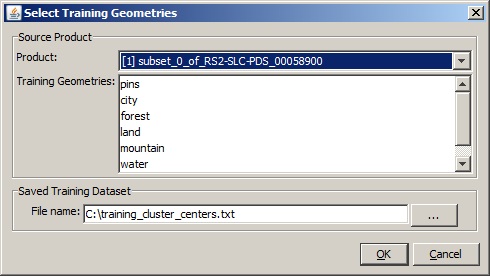 Select Training Geometries
Source Product
Product: [1] subset_0_of_RS2-SLC-PDS_00058900
Training Geometries: pins
city
forest
land
mountain
water
Saved Training Dataset
File name: C:\training_cluster_centers.txt ...
OK Cancel